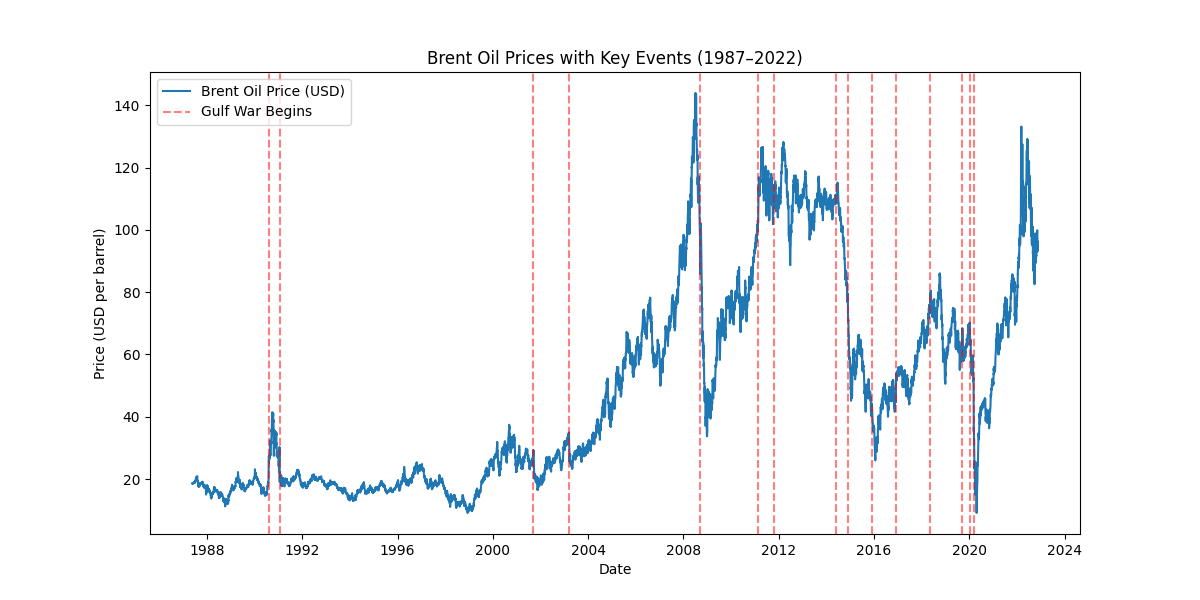 Brent Oil Prices with Key Events (1987–2022)
Brent Oil Price (USD)
Gulf War Begins
Price (USD per barrel)
140
120
100
80
60
40
20
1988 1992 1996 2000 2004 2008 2012 2016 2020 2024
Date